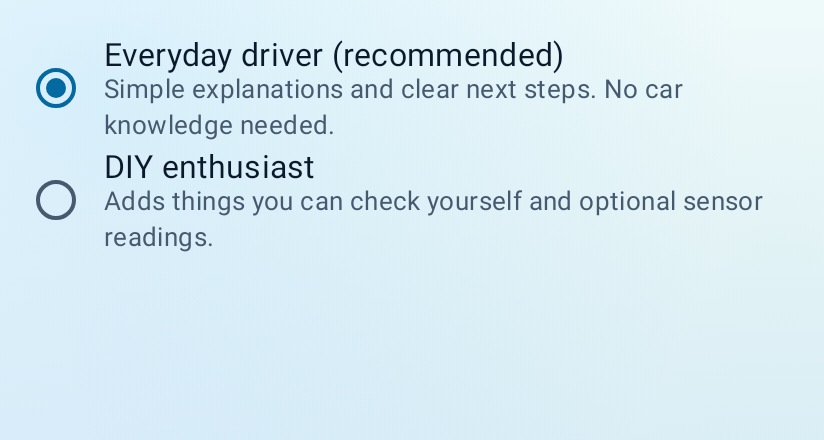 Everyday driver (recommended)
Simple explanations and clear next steps. No car
knowledge needed.
DIY enthusiast
Adds things you can check yourself and optional sensor
readings.